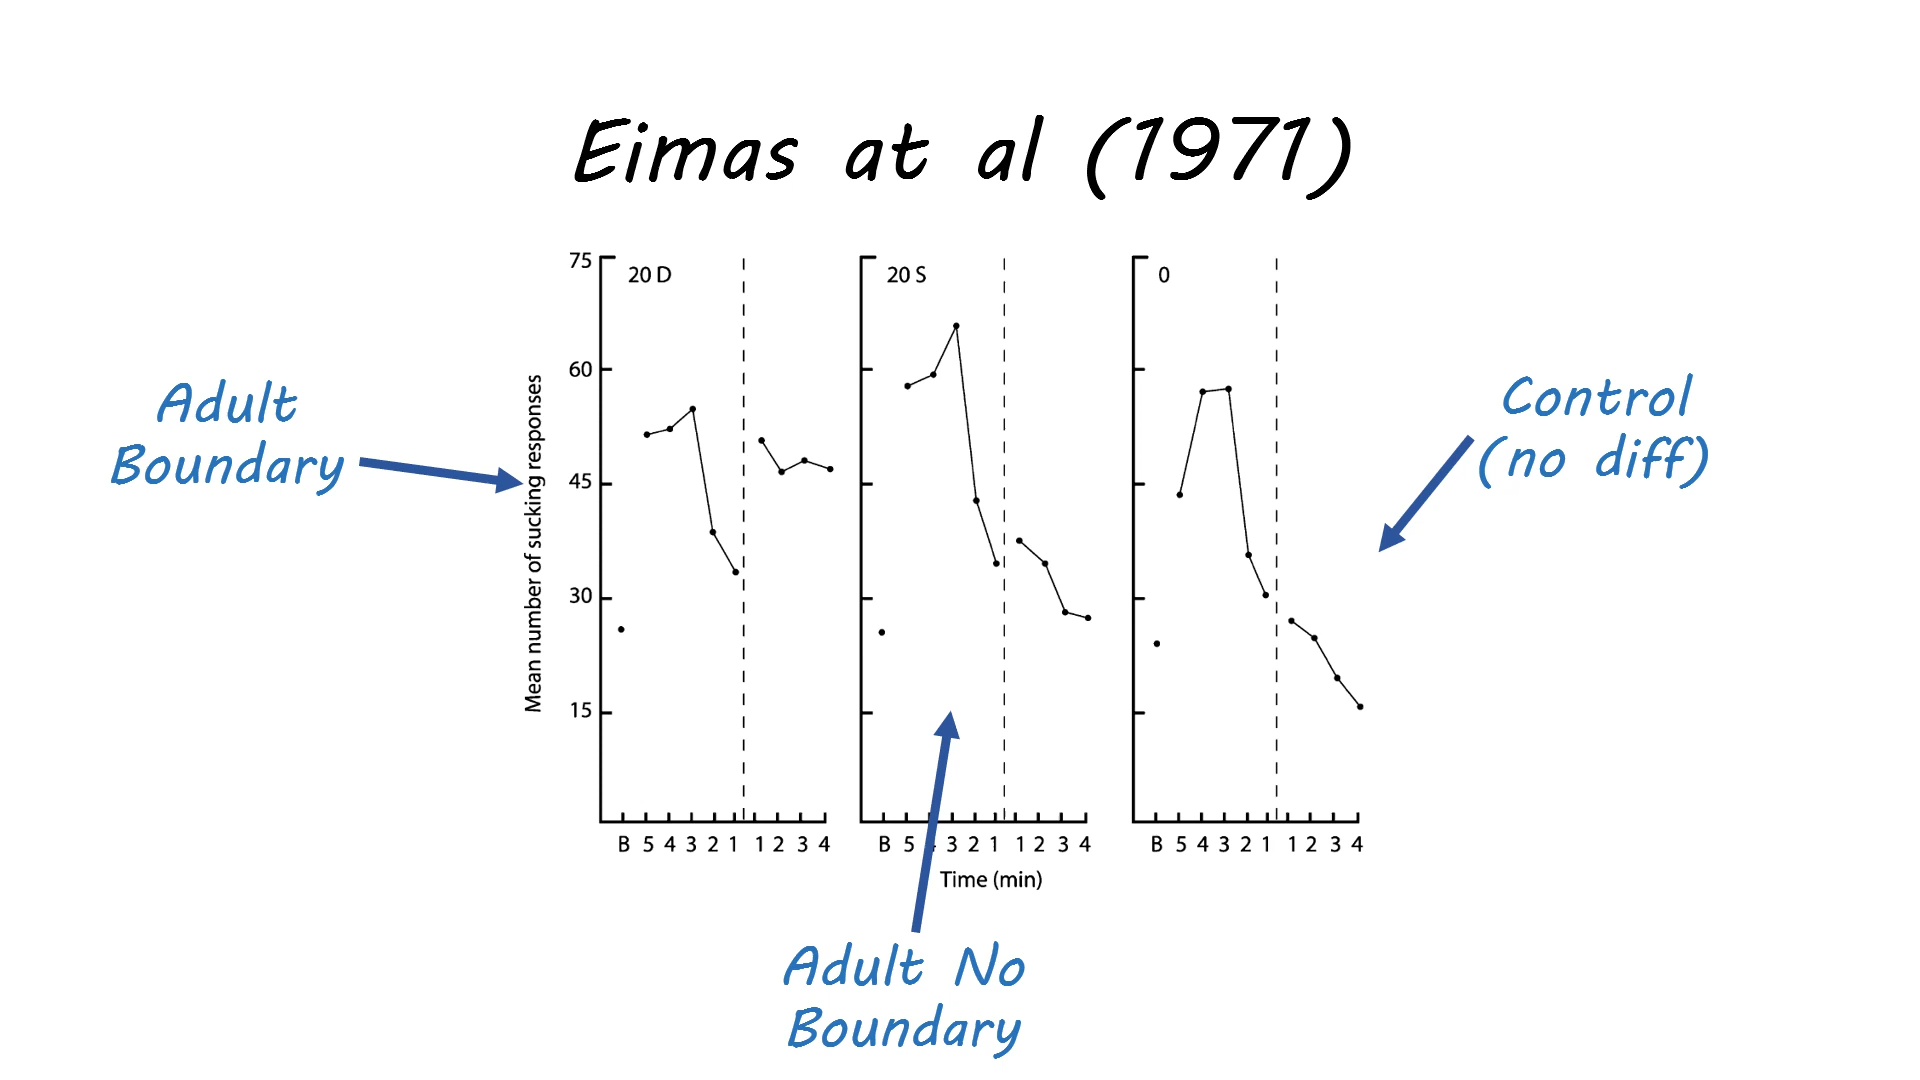 Eimas at al (1971)
75
60
45
30
15
Mean number of sucking responses
20 D
20 S
0
B 5 4 3 2 1 1 2 3 4
B 5 4 3 2 1 1 2 3 4
B 5 4 3 2 1 1 2 3 4
Time (min)
Adult
Boundary
Adult No
Boundary
Control
(no diff)